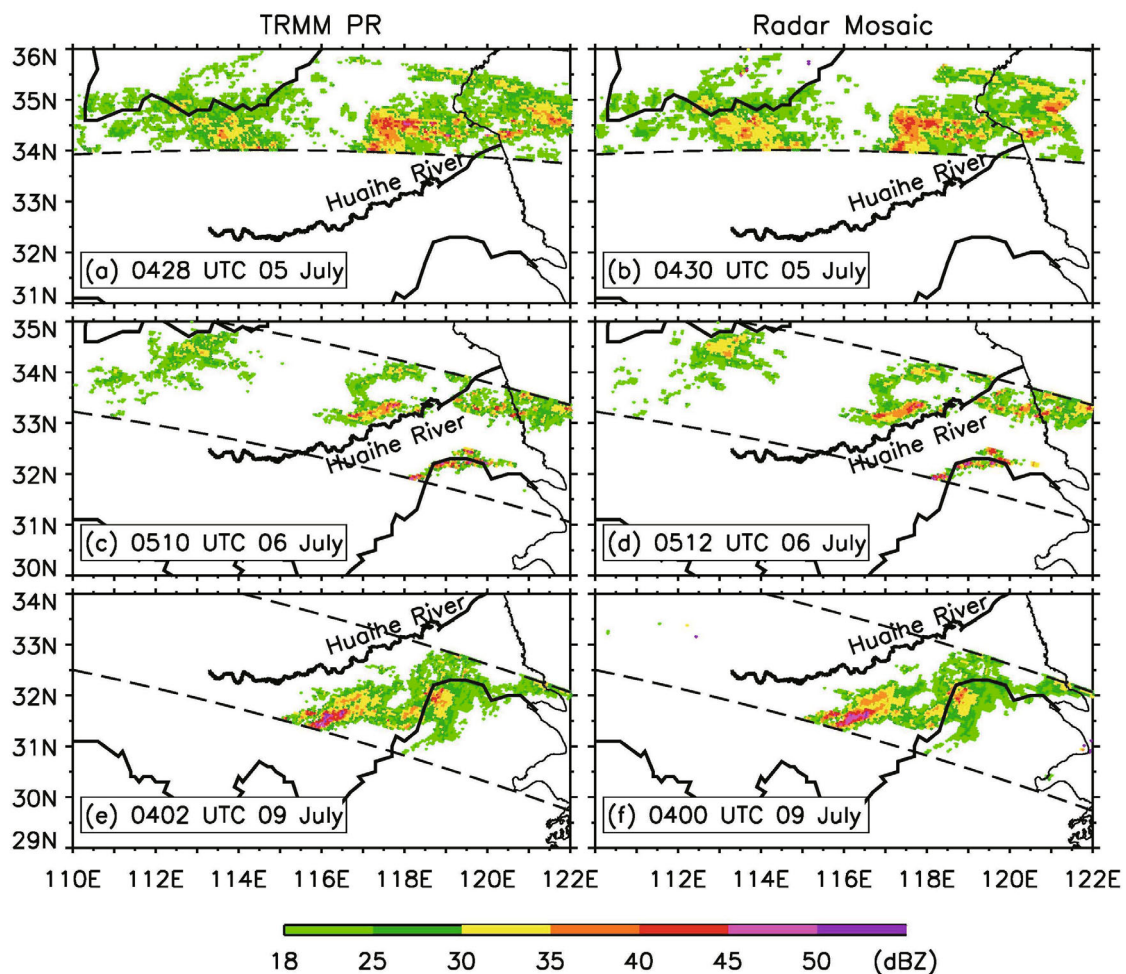 TRMM PR Radar Mosaic
36N
35N
34N
33N
32N
31N
Huaihe River
Huaihe River
(a) 0428 UTC 05 July
(b) 0430 UTC 05 July
35N
34N
33N
32N
31N
30N
Huaihe River
Huaihe River
(c) 0510 UTC 06 July
(d) 0512 UTC 06 July
34N
33N
32N
31N
30N
29N
Huaihe River
Huaihe River
(e) 0402 UTC 09 July
(f) 0400 UTC 09 July
110E 112E 114E 116E 118E 120E 112E 114E 116E 118E 120E 122E
18 25 30 35 40 45 50 (dBZ)